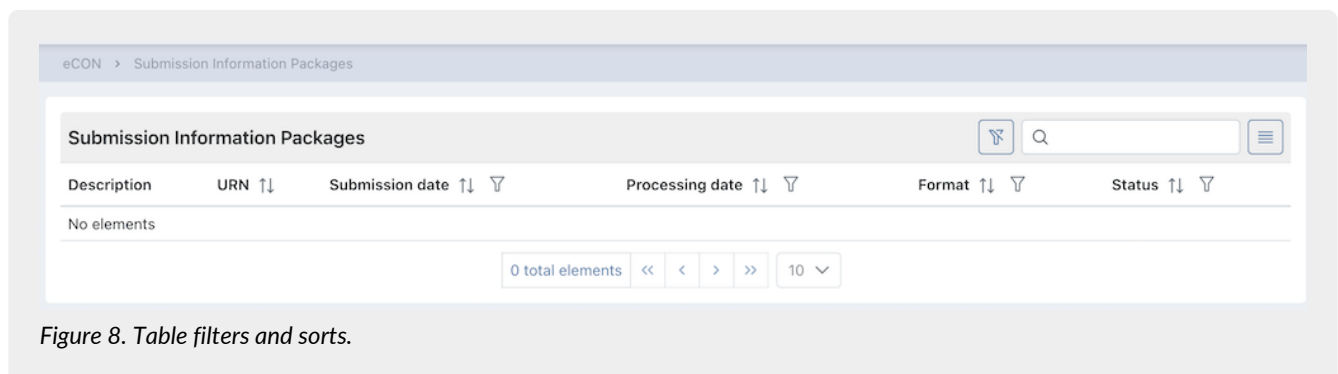 eCON > Submission Information Packages
Submission Information Packages
Description URN Submission date Processing date Format Status
No elements
0 total elements << < > >> 10
Figure 8. Table filters and sorts.